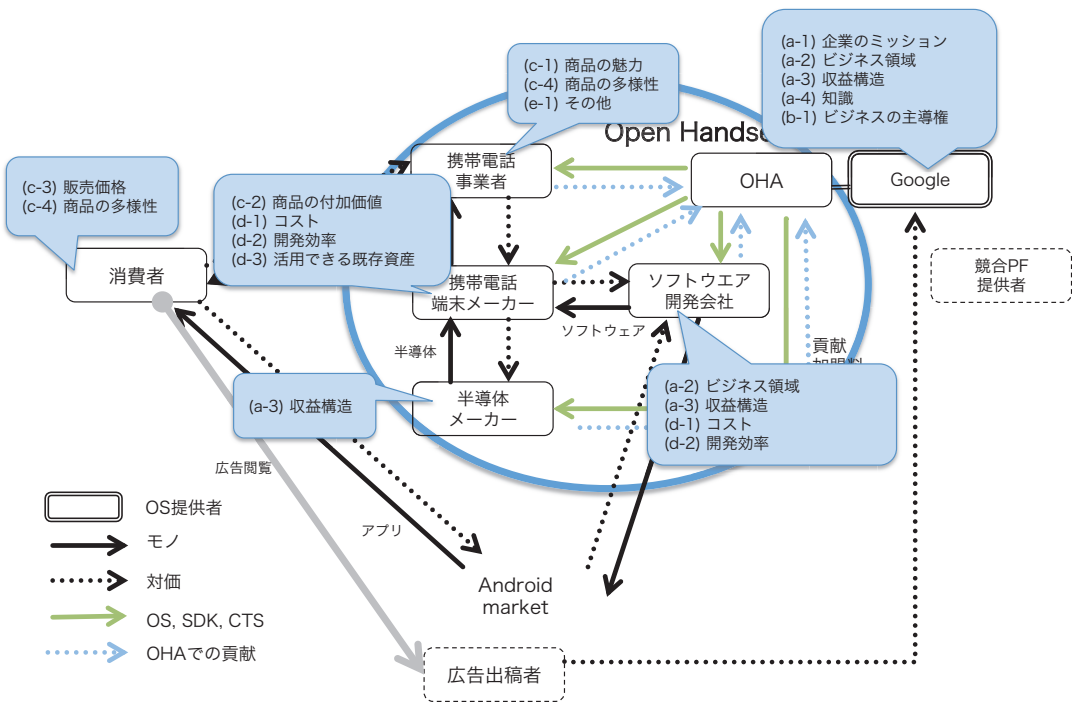 (a-1) 企業のミッション
(a-2) ビジネス領域
(a-3) 収益構造
(a-4) 知識
(b-1) ビジネスの主導権
(c-1) 商品の魅力
(c-4) 商品の多様性
(e-1) その他
Open Handse
携帯電話
事業者
OHA
Google
(c-3) 販売価格
(c-4) 商品の多様性
(c-2) 商品の付加価値
(d-1) コスト
(d-2) 開発効率
(d-3) 活用できる既存資産
消費者
携帯電話
端末メーカー
ソフトウエア
開発会社
競合PF
提供者
ソフトウェア
半導体
貢献
(a-3) 収益構造
半導体
メーカー
(a-2) ビジネス領域
(a-3) 収益構造
(d-1) コスト
(d-2) 開発効率
広告閲覧
アプリ
OS提供者
モノ
対価
OS, SDK, CTS
OHAでの貢献
Android
market
広告出稿者